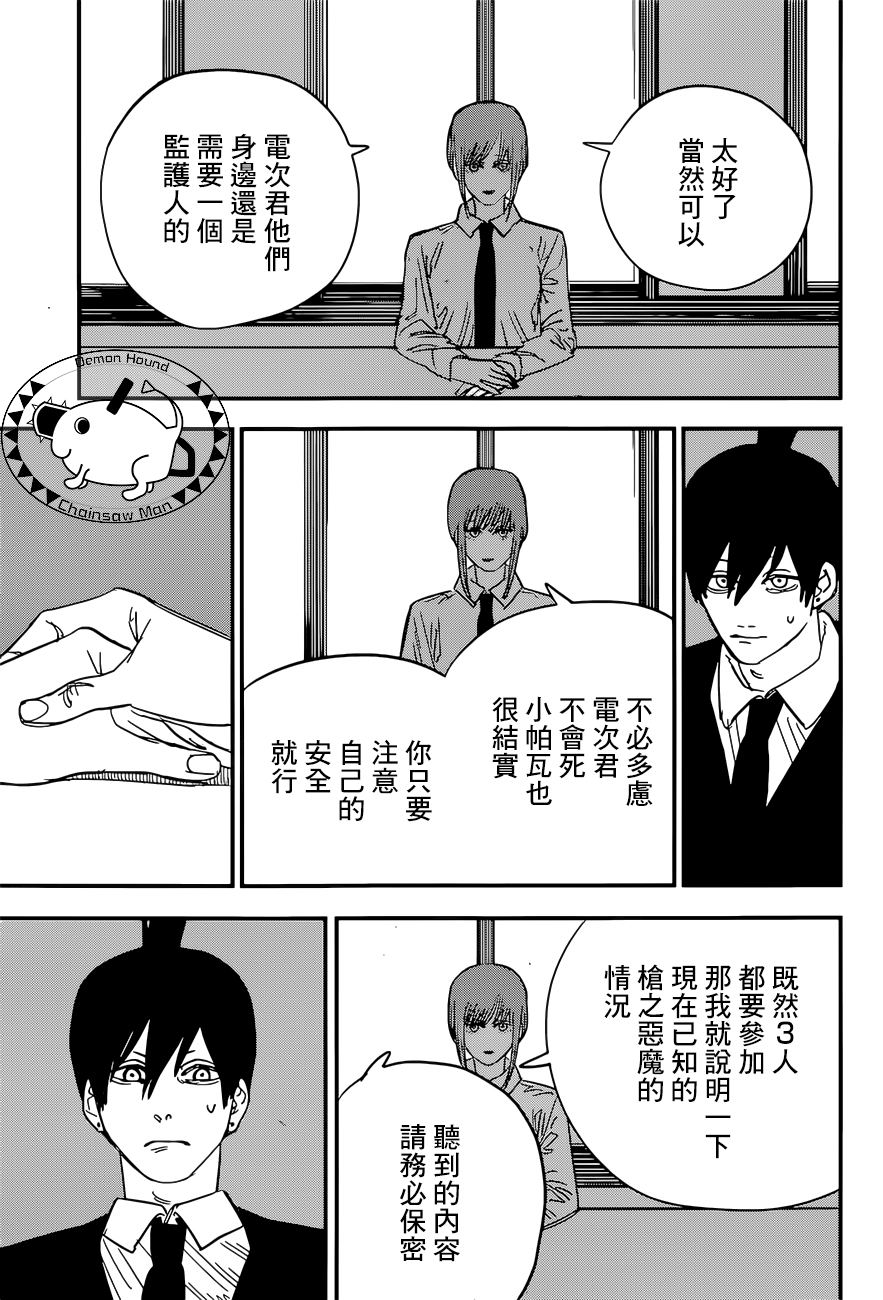 太好了
當然可以
電次君他們
身邊還是
需要一個
監護人的
Demon Hound
Chainsaw Man
不必多慮
電次君
不會死
小帕瓦也
很結實
你只要
注意
自己的
安全
就行
既然3人
都要參加
那我就說明一下
現在已知的
槍之惡魔的
情況
聽到的內容
請務必保密